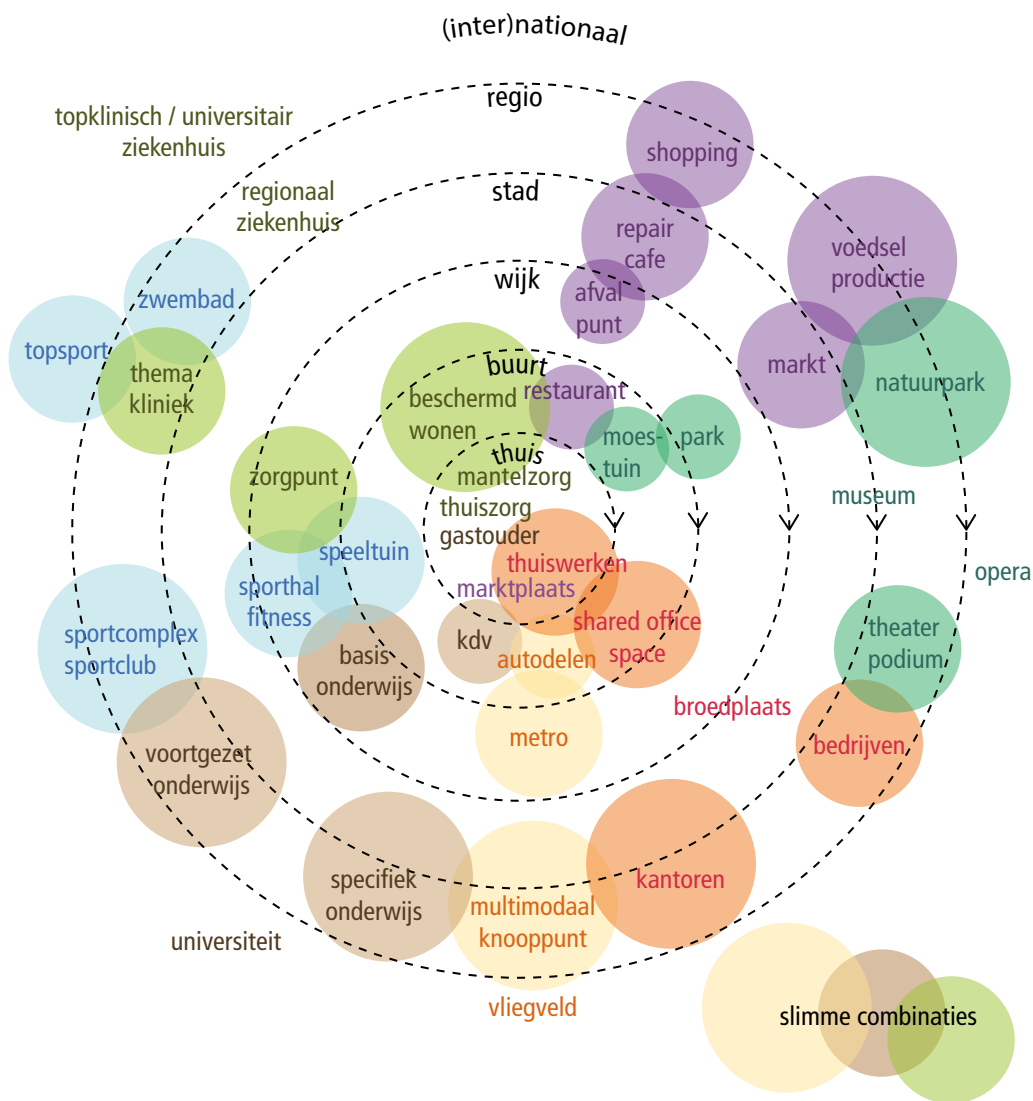 (inter)nationaal
regio
topklinisch / universitair
ziekenhuis
shopping
regionaal
ziekenhuis
stad
repair
cafe
voedsel
productie
wijk
zwembad
afval
punt
topsport
thema
kliniek
markt
natuurpark
buurt
beschermd
wonen
restaurant
moes-
tuin
park
thuis
zorgpunt
mantelzorg
thuiszorg
gastouder
museum
speeltuin
thuiswerken
marktplaats
opera
sporthal
fitness
sportcomplex
sportclub
kdv
shared office
space
theater
podium
basis
onderwijs
autodelen
broedplaats
metro
bedrijven
voortgezet
onderwijs
specifiek
onderwijs
kantoren
multimodaal
knooppunt
universiteit
vliegveld
slimme combinaties